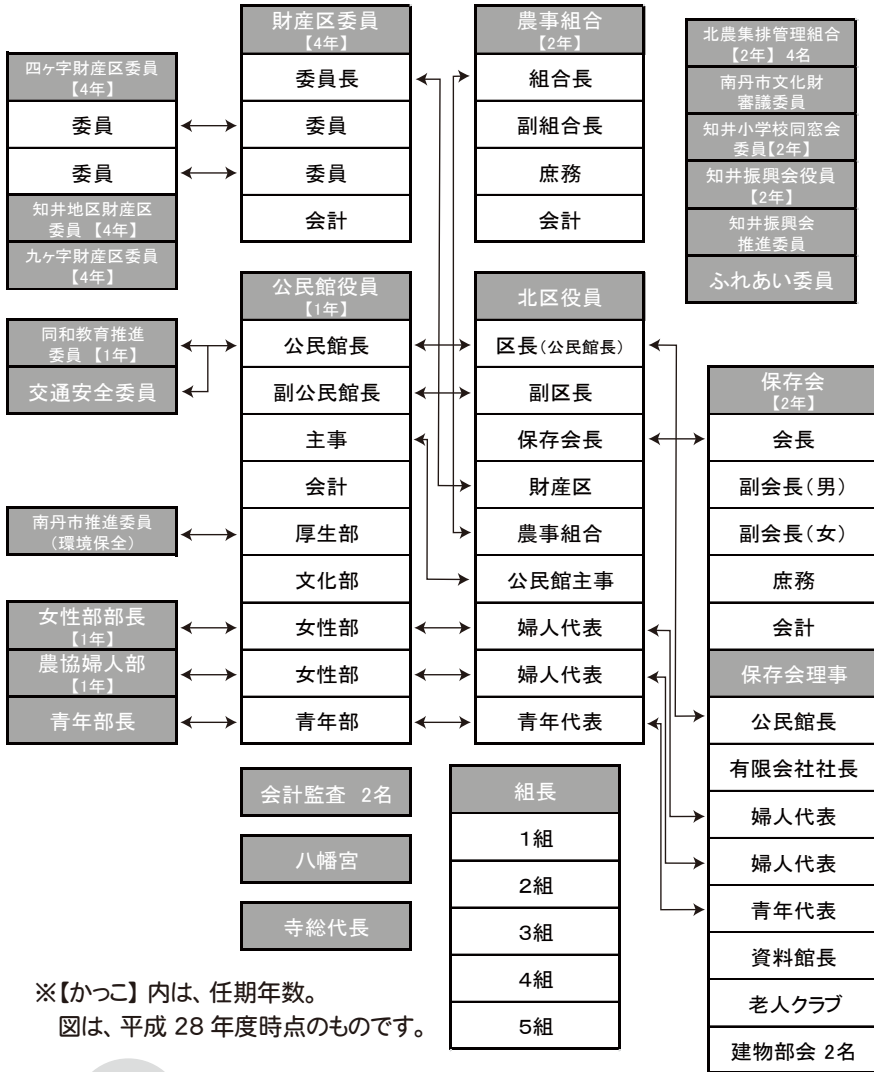 四ヶ字財産区委員
【4年】
委員
委員
知井地区財産区
委員 【4年】
九ヶ字財産区委員
【4年】
財産区委員
【4年】
委員長
委員
委員
会計
農事組合
【2年】
組合長
副組合長
庶務
会計
北農集排管理組合
【2年】 4名
南丹市文化財
審議委員
知井小学校同窓会
委員【2年】
知井振興会役員
【2年】
知井振興会
推進委員
ふれあい委員
同和教育推進
委員 【1年】
交通安全委員
南丹市推進委員
(環境保全)
女性部部長
【1年】
農協婦人部
【1年】
青年部長
公民館役員
【1年】
公民館長
副公民館長
主事
会計
厚生部
文化部
女性部
女性部
青年部
北区役員
区長(公民館長)
副区長
保存会長
財産区
農事組合
公民館主事
婦人代表
婦人代表
青年代表
保存会
【2年】
会長
副会長(男)
副会長(女)
庶務
会計
保存会理事
公民館長
有限会社社長
婦人代表
婦人代表
青年代表
資料館長
老人クラブ
建物部会 2名
会計監査 2名
八幡宮
寺総代長
組長
1組
2組
3組
4組
5組
※【かっこ】内は、任期年数。
図は、平成 28 年度時点のものです。